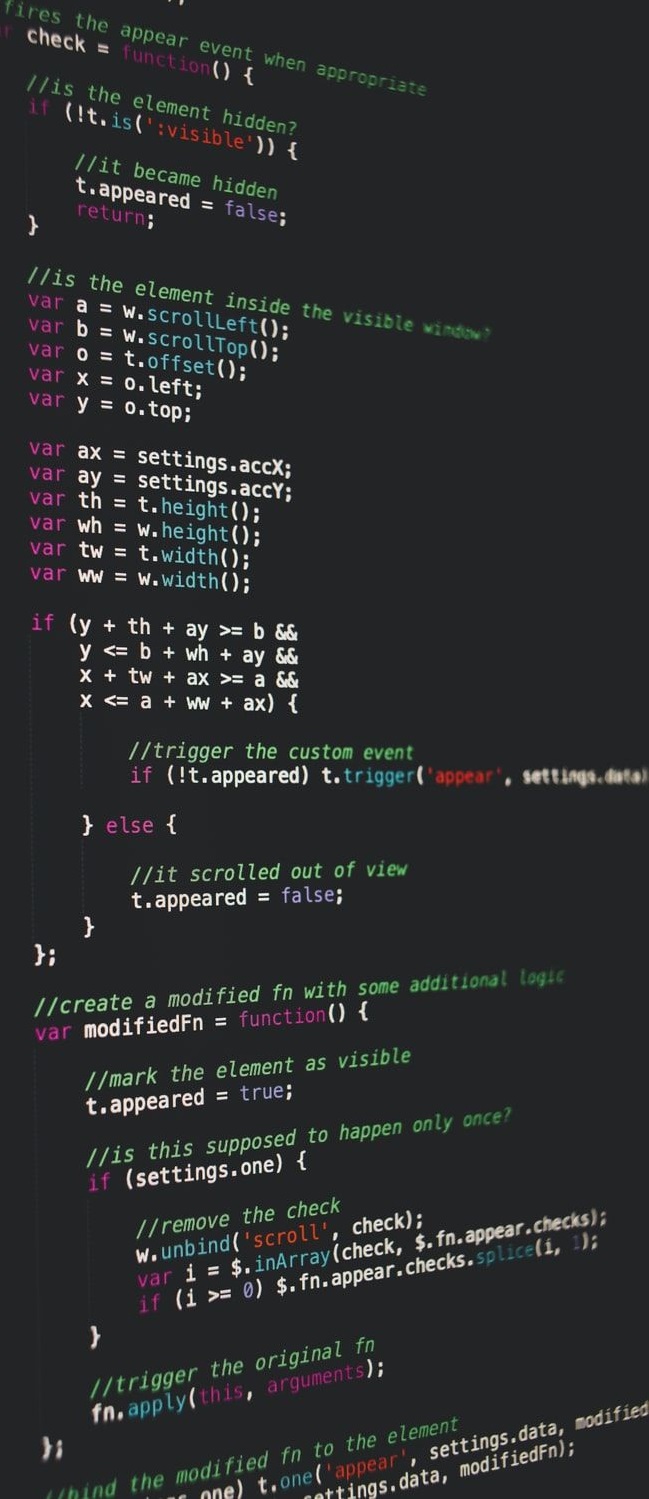 fires the appear event when appropriate
check = function() {
//is the element hidden?
if (!t.is(':visible')) {
//it became hidden
t.appeared = false;
return;
}
//is the element inside the visible window?
var a = w.scrollLeft();
var b = w.scrollTop();
var o = t.offset();
var x = o.left;
var y = o.top;
var ax = settings.accX;
var ay = settings.accY;
var th = t.height();
var wh = w.height();
var tw = t.width();
var ww = w.width();
if (y + th + ay >= b &&
y <= b + wh + ay &&
x + tw + ax >= a &&
x <= a + ww + ax) {
//trigger the custom event
if (!t.appeared) t.trigger('appear', settings.data)
} else {
//it scrolled out of view
t.appeared = false;
}
};
//create a modified fn with some additional logic
var modifiedFn = function() {
//mark the element as visible
t.appeared = true;
//is this supposed to happen only once?
if (settings.one) {
//remove the check
w.unbind('scroll', check);
var i = $.inArray(check, $.fn.appear.checks);
if (i >= 0) $.fn.appear.checks.splice(i, 1);
}
//trigger the original fn
fn.apply(this, arguments);
};
//bind the modified fn to the element
one) t.one('appear', settings.data, modified
settings.data, modifiedFn);